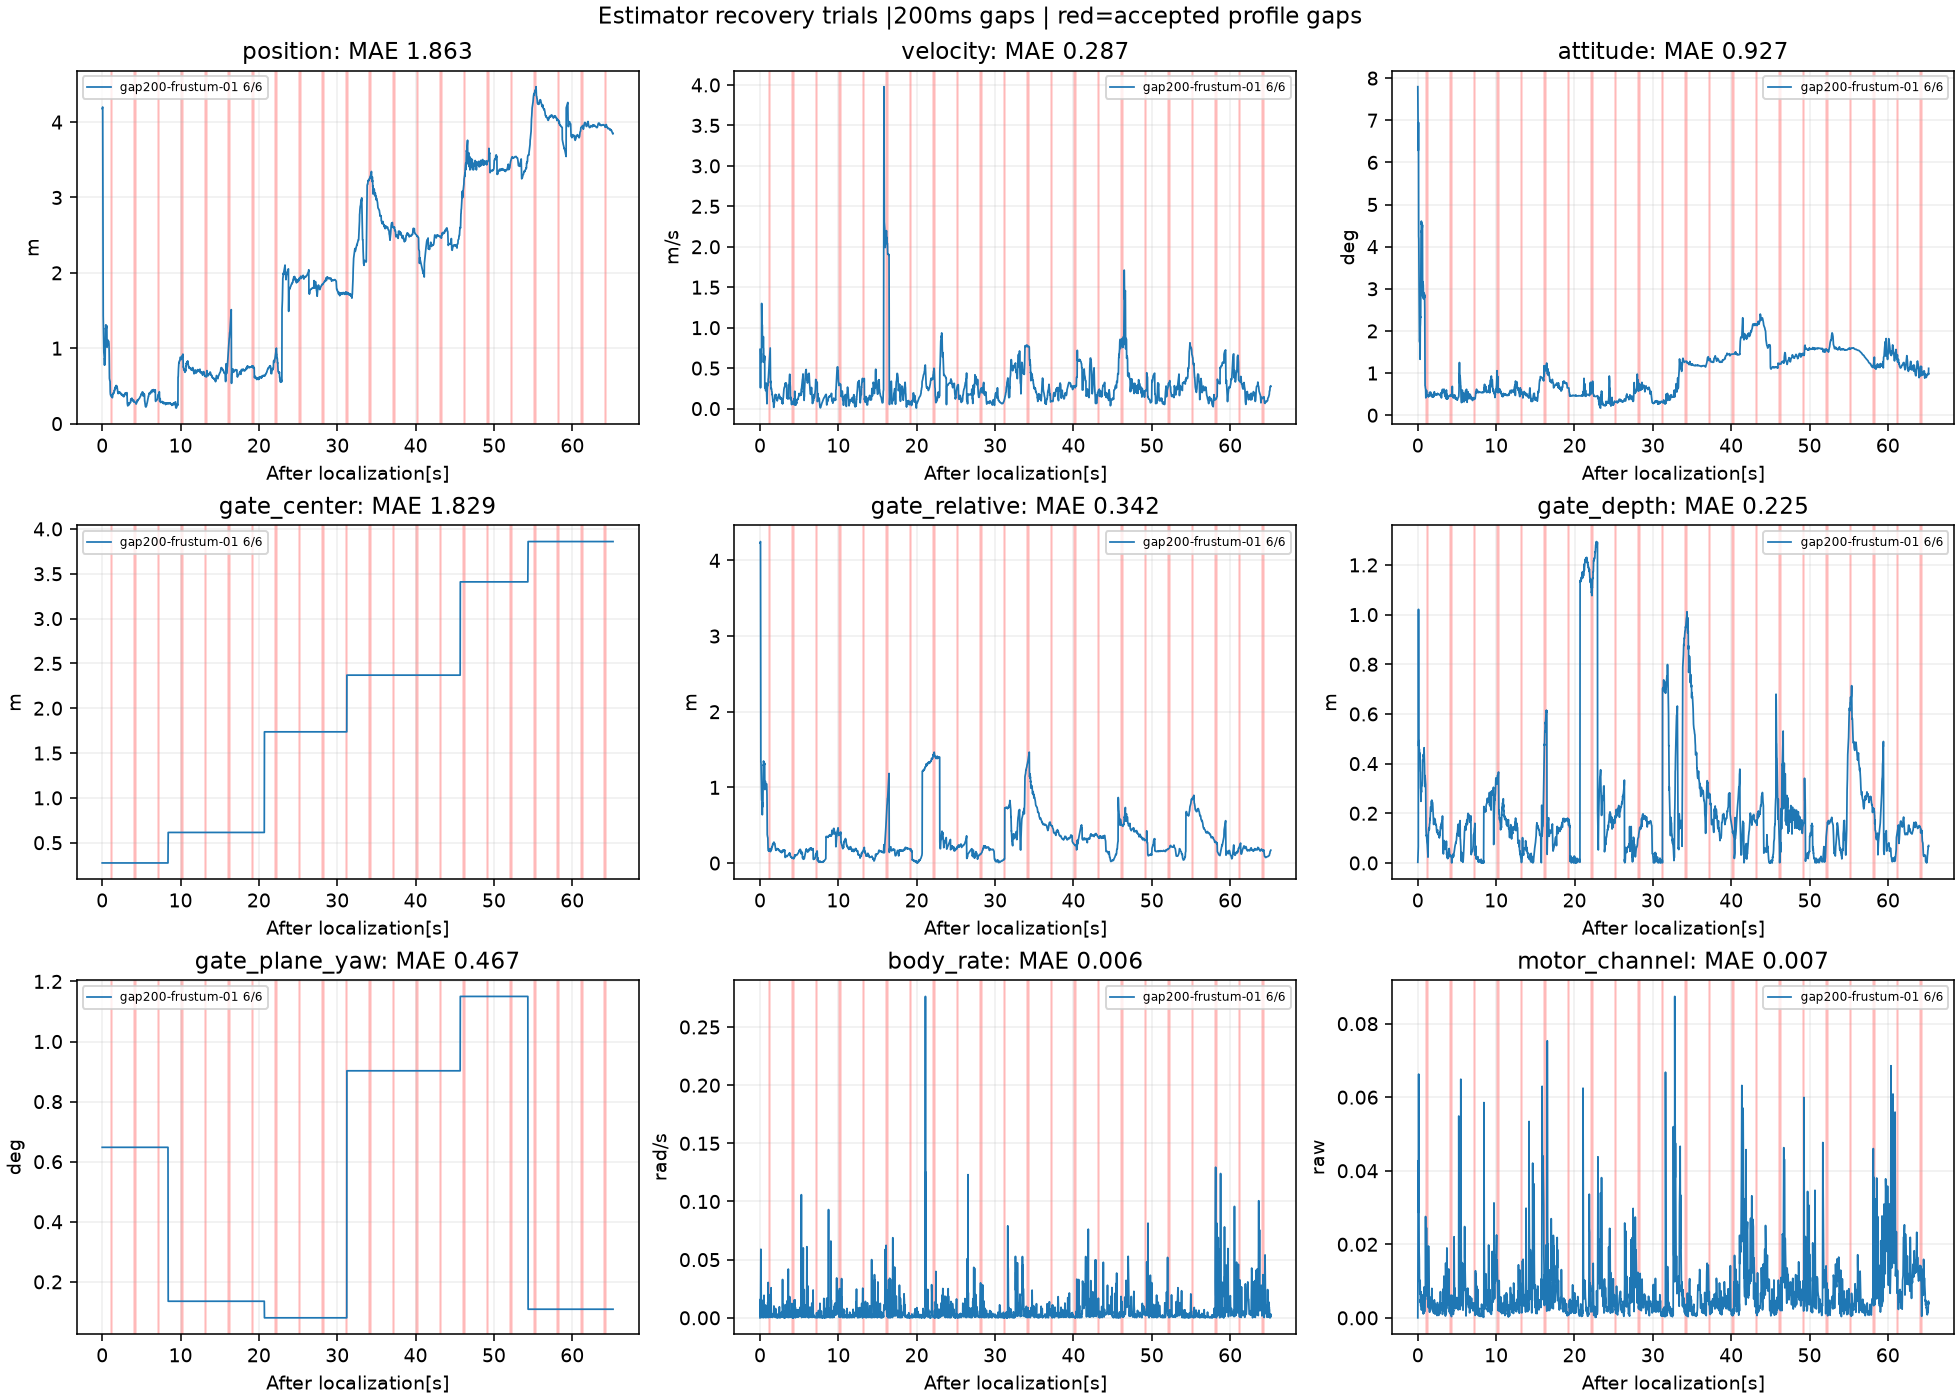 Estimator recovery trials |200ms gaps | red=accepted profile gaps
position: MAE 1.863
gap200-frustum-01 6/6
m
4
3
2
1
0
0 10 20 30 40 50 60
After localization[s]
velocity: MAE 0.287
gap200-frustum-01 6/6
m/s
4.0
3.5
3.0
2.5
2.0
1.5
1.0
0.5
0.0
0 10 20 30 40 50 60
After localization[s]
attitude: MAE 0.927
gap200-frustum-01 6/6
deg
8
7
6
5
4
3
2
1
0
0 10 20 30 40 50 60
After localization[s]
gate_center: MAE 1.829
gap200-frustum-01 6/6
m
4.0
3.5
3.0
2.5
2.0
1.5
1.0
0.5
0 10 20 30 40 50 60
After localization[s]
gate_relative: MAE 0.342
gap200-frustum-01 6/6
m
4
3
2
1
0
0 10 20 30 40 50 60
After localization[s]
gate_depth: MAE 0.225
gap200-frustum-01 6/6
m
1.2
1.0
0.8
0.6
0.4
0.2
0.0
0 10 20 30 40 50 60
After localization[s]
gate_plane_yaw: MAE 0.467
gap200-frustum-01 6/6
deg
1.2
1.0
0.8
0.6
0.4
0.2
0 10 20 30 40 50 60
After localization[s]
body_rate: MAE 0.006
gap200-frustum-01 6/6
rad/s
0.25
0.20
0.15
0.10
0.05
0.00
0 10 20 30 40 50 60
After localization[s]
motor_channel: MAE 0.007
gap200-frustum-01 6/6
raw
0.08
0.06
0.04
0.02
0.00
0 10 20 30 40 50 60
After localization[s]